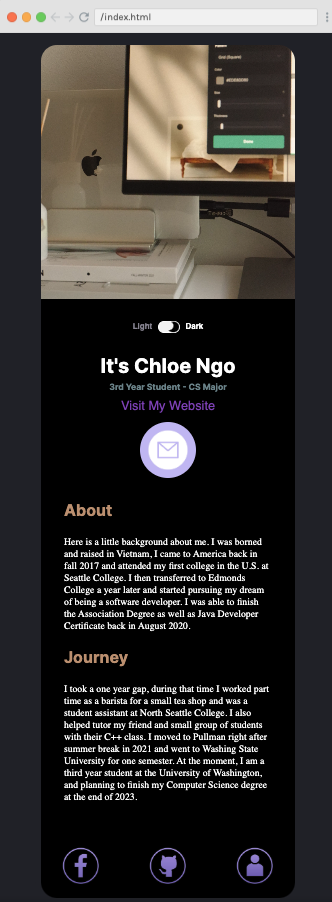 /index.html
Grid (Square)
Done
Light Dark
It's Chloe Ngo
3rd Year Student - CS Major
Visit My Website
About
Here is a little background about me. I was borned
and raised in Vietnam, I came to America back in
fall 2017 and attended my first college in the U.S. at
Seattle College. I then transferred to Edmonds
College a year later and started pursuing my dream
of being a software developer. I was able to finish
the Association Degree as well as Java Developer
Certificate back in August 2020.
Journey
I took a one year gap, during that time I worked part
time as a barista for a small tea shop and was a
student assistant at North Seattle College. I also
helped tutor my friend and small group of students
with their C++ class. I moved to Pullman right after
summer break in 2021 and went to Washing State
University for one semester. At the moment, I am a
third year student at the University of Washington,
and planning to finish my Computer Science degree
at the end of 2023.